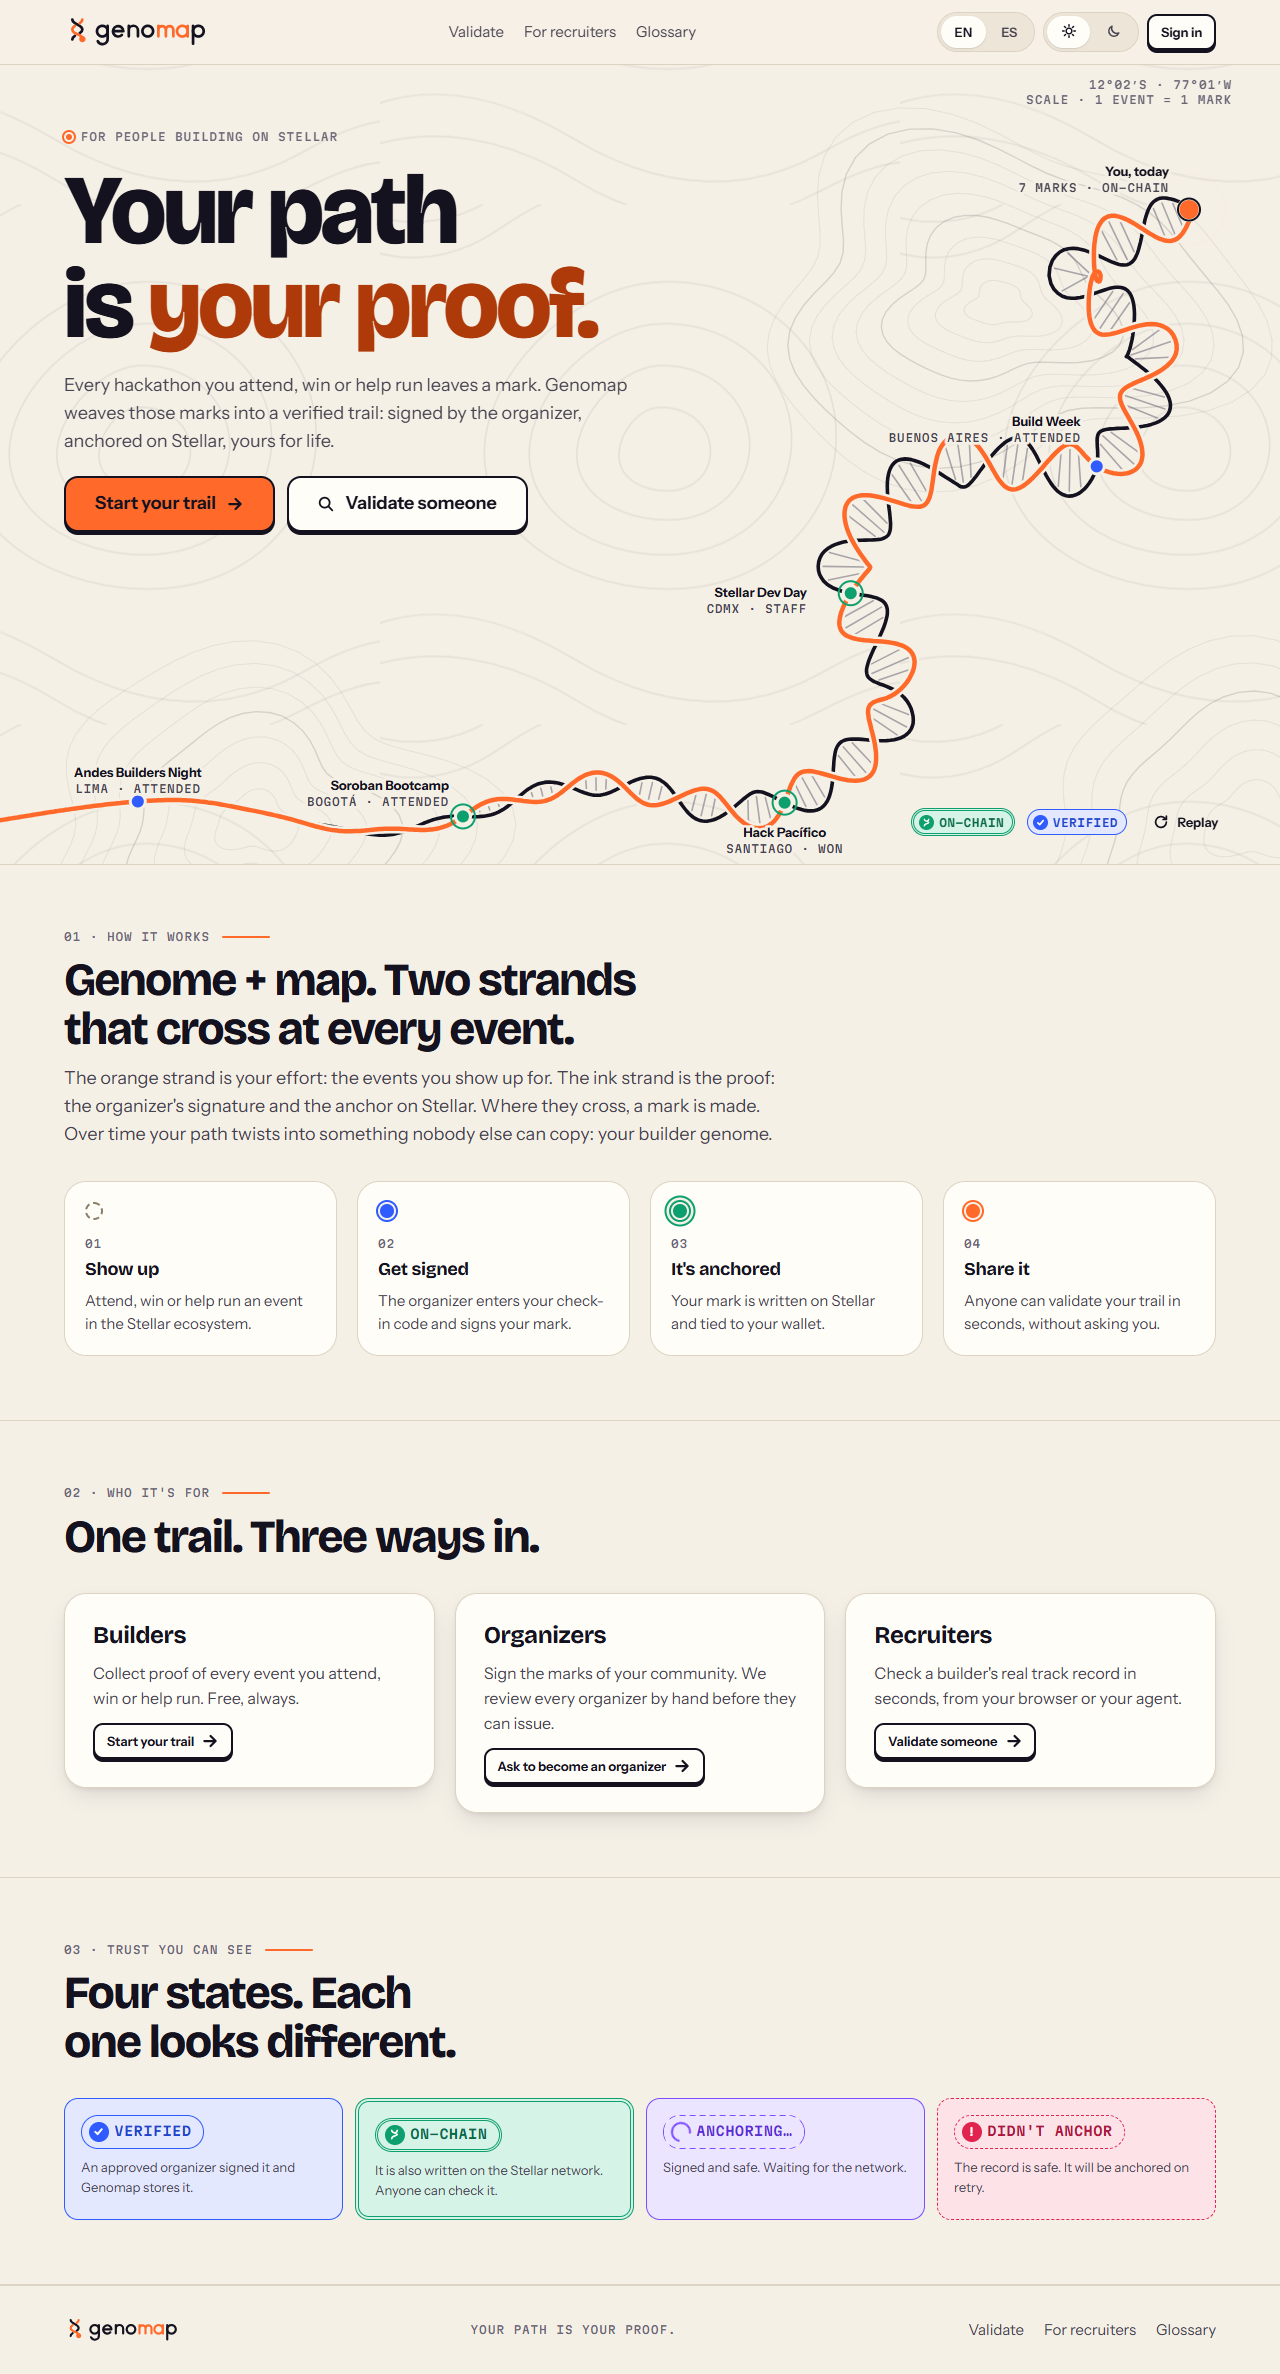 genomap
Validate
For recruiters
Glossary
EN
ES
Sign in
12°02′S · 77°01′W
SCALE · 1 EVENT = 1 MARK
FOR PEOPLE BUILDING ON STELLAR
Your path
is your proof.
Every hackathon you attend, win or help run leaves a mark. Genomap
weaves those marks into a verified trail: signed by the organizer,
anchored on Stellar, yours for life.
Start your trail →
Validate someone
You, today
7 MARKS · ON-CHAIN
Build Week
BUENOS AIRES · ATTENDED
Stellar Dev Day
CDMX · STAFF
Andes Builders Night
LIMA · ATTENDED
Soroban Bootcamp
BOGOTÁ · ATTENDED
Hack Pacífico
SANTIAGO · WON
ON-CHAIN
VERIFIED
Replay
01 · HOW IT WORKS
Genome + map. Two strands
that cross at every event.
The orange strand is your effort: the events you show up for. The ink strand is the proof:
the organizer's signature and the anchor on Stellar. Where they cross, a mark is made.
Over time your path twists into something nobody else can copy: your builder genome.
01
Show up
Attend, win or help run an event
in the Stellar ecosystem.
02
Get signed
The organizer enters your check-
in code and signs your mark.
03
It's anchored
Your mark is written on Stellar
and tied to your wallet.
04
Share it
Anyone can validate your trail in
seconds, without asking you.
02 · WHO IT'S FOR
One trail. Three ways in.
Builders
Collect proof of every event you attend,
win or help run. Free, always.
Start your trail →
Organizers
Sign the marks of your community. We
review every organizer by hand before they
can issue.
Ask to become an organizer →
Recruiters
Check a builder's real track record in
seconds, from your browser or your agent.
Validate someone →
03 · TRUST YOU CAN SEE
Four states. Each
one looks different.
VERIFIED
An approved organizer signed it and
Genomap stores it.
ON-CHAIN
It is also written on the Stellar network.
Anyone can check it.
ANCHORING…
Signed and safe. Waiting for the network.
DIDN'T ANCHOR
The record is safe. It will be anchored on
retry.
genomap
YOUR PATH IS YOUR PROOF.
Validate
For recruiters
Glossary